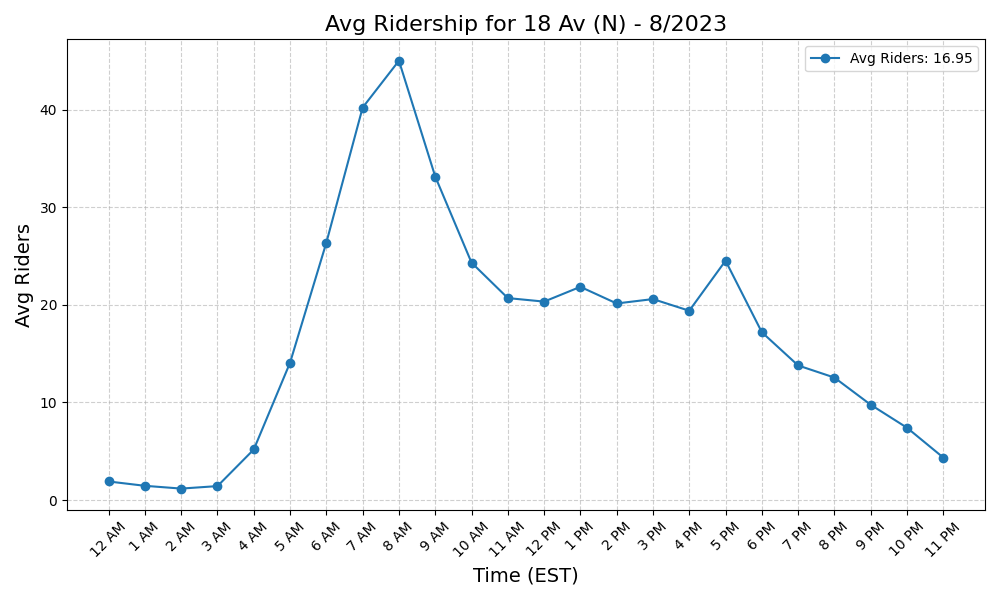 Avg Ridership for 18 Av (N) - 8/2023
Avg Riders: 16.95
Avg Riders
40
30
20
10
0
12 AM
1 AM
2 AM
3 AM
4 AM
5 AM
6 AM
7 AM
8 AM
9 AM
10 AM
11 AM
12 PM
1 PM
2 PM
3 PM
4 PM
5 PM
6 PM
7 PM
8 PM
9 PM
10 PM
11 PM
Time (EST)